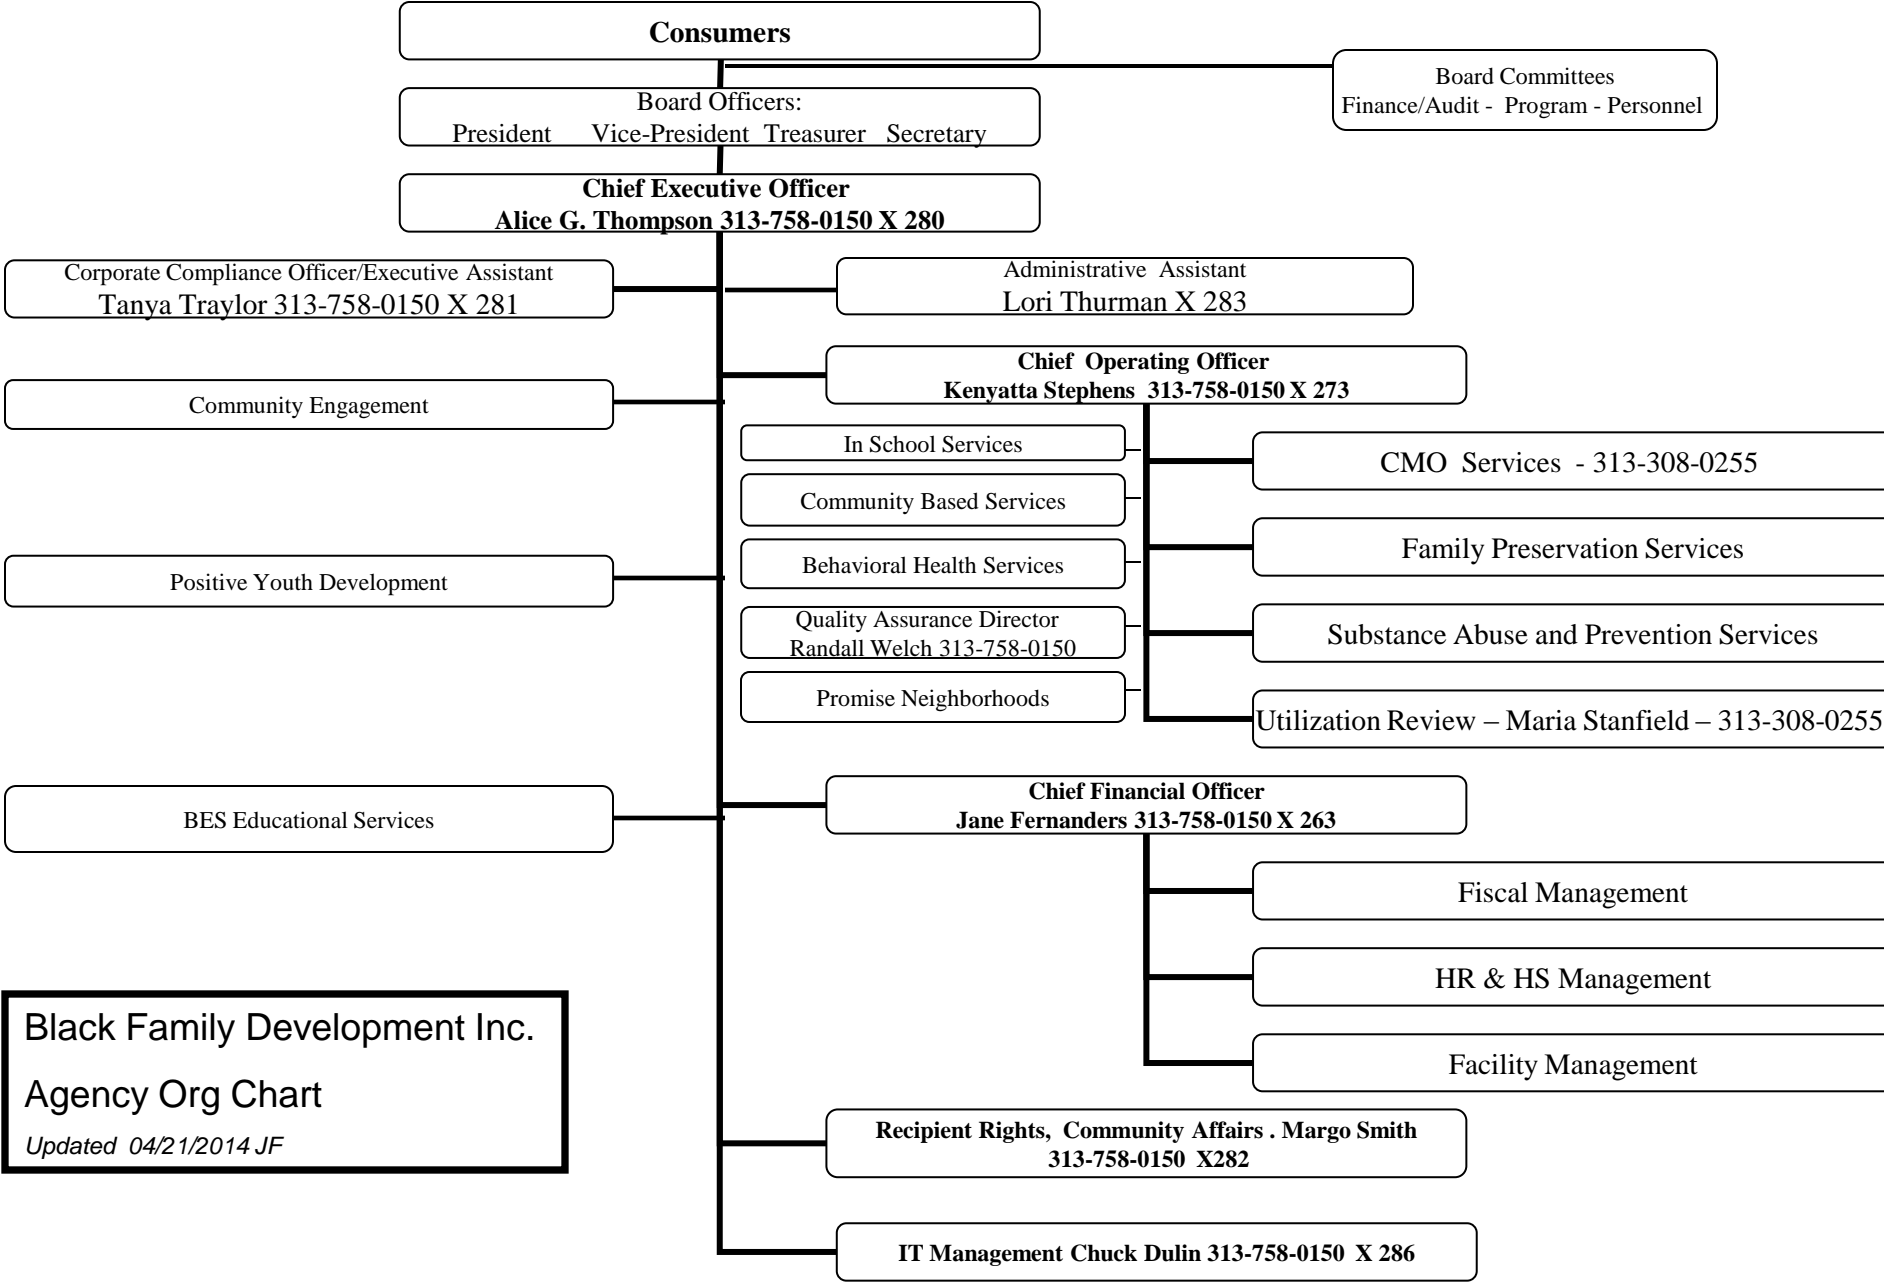 Consumers
Board Committees
Finance/Audit - Program - Personnel
Board Officers:
President Vice-President Treasurer Secretary
Chief Executive Officer
Alice G. Thompson 313-758-0150 X 280
Corporate Compliance Officer/Executive Assistant
Tanya Traylor 313-758-0150 X 281
Administrative Assistant
Lori Thurman X 283
Chief Operating Officer
Kenyatta Stephens 313-758-0150 X 273
Community Engagement
In School Services
CMO Services - 313-308-0255
Community Based Services
Family Preservation Services
Behavioral Health Services
Positive Youth Development
Quality Assurance Director
Randall Welch 313-758-0150
Substance Abuse and Prevention Services
Promise Neighborhoods
Utilization Review – Maria Stanfield – 313-308-0255
Chief Financial Officer
Jane Fernanders 313-758-0150 X 263
BES Educational Services
Fiscal Management
HR & HS Management
Facility Management
Black Family Development Inc.
Agency Org Chart
Updated 04/21/2014 JF
Recipient Rights, Community Affairs . Margo Smith
313-758-0150 X282
IT Management Chuck Dulin 313-758-0150 X 286